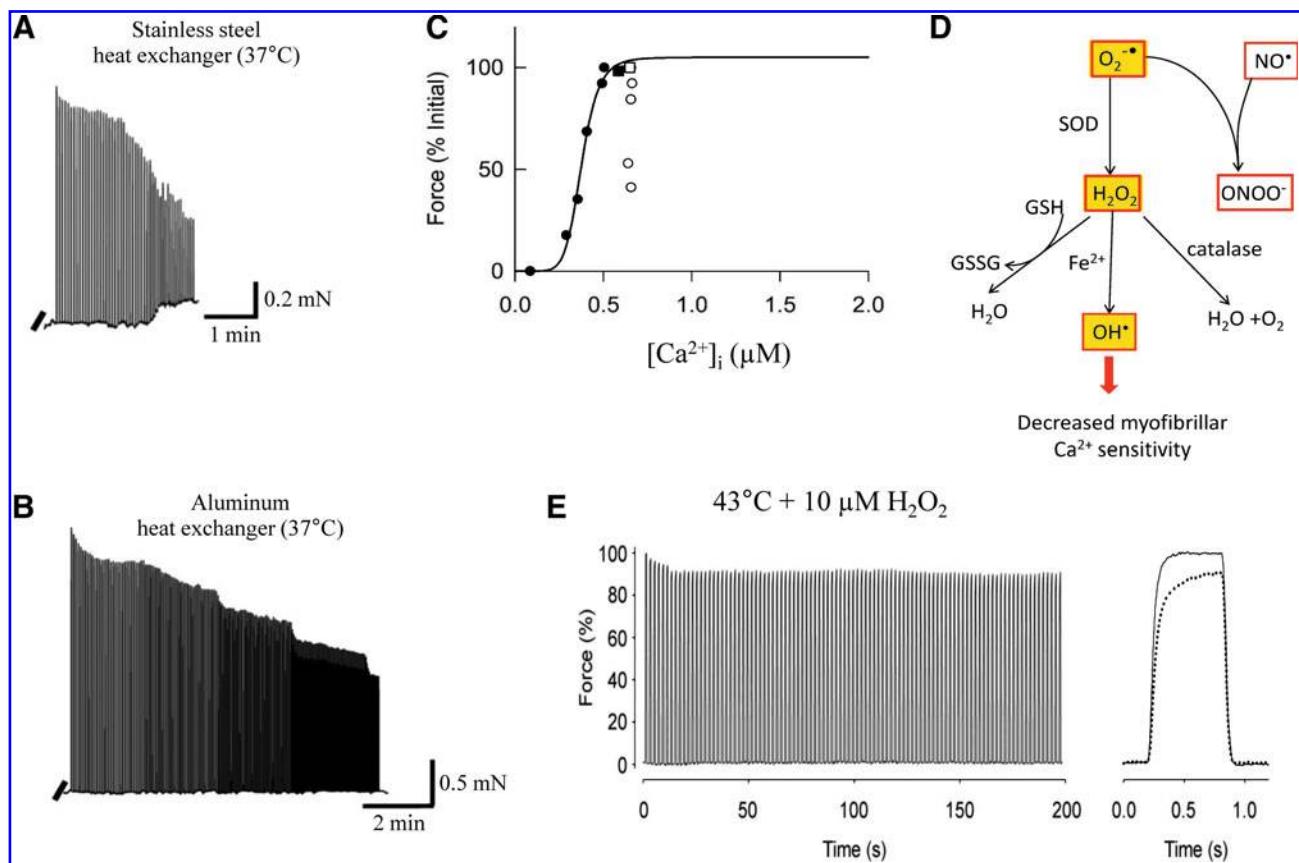 A
Stainless steel
heat exchanger (37°C)
0.2 mN
1 min
B
Aluminum
heat exchanger (37°C)
0.5 mN
2 min
C
Force (% Initial)
100
50
0
0.0 0.5 1.0 1.5 2.0
[Ca²⁺]ᵢ (µM)
D
O₂⁻• NO•
SOD
H₂O₂ ONOO⁻
GSH
catalase
GSSG Fe²⁺
H₂O H₂O +O₂
OH•
Decreased myofibrillar
Ca²⁺ sensitivity
E
43°C + 10 µM H₂O₂
Force (%)
100
80
60
40
20
0
0 50 100 150 200
Time (s)
0.0 0.5 1.0
Time (s)